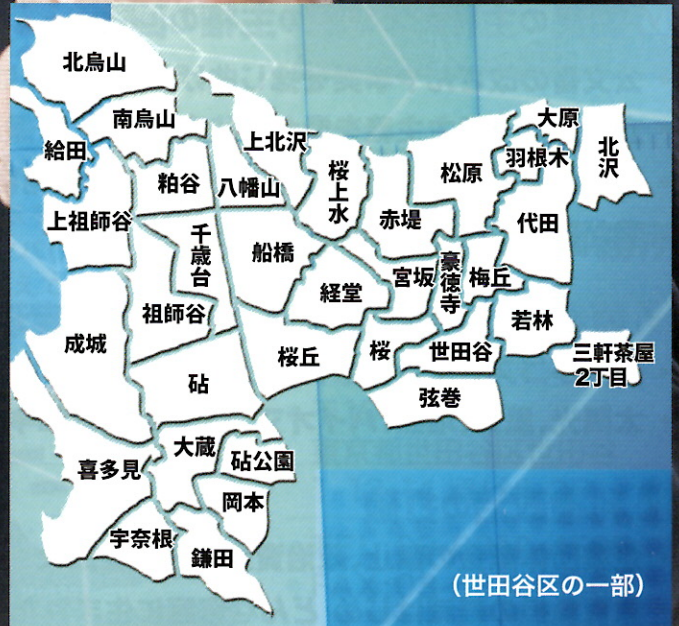 北烏山
南烏山
給田
上北沢
大原
北沢
羽根木
粕谷
八幡山
桜上水
松原
上祖師谷
千歳台
船橋
赤堤
代田
経堂
宮坂
豪徳寺
梅丘
祖師谷
成城
若林
桜丘
桜
世田谷
三軒茶屋
2丁目
砧
弦巻
大蔵
砧公園
喜多見
岡本
宇奈根
鎌田
(世田谷区の一部)